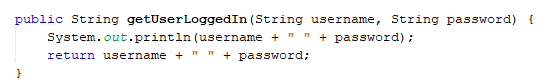 public String getUserLoggedIn(String username, String password) {
    System.out.println(username + " " + password);
    return username + " " + password;
}